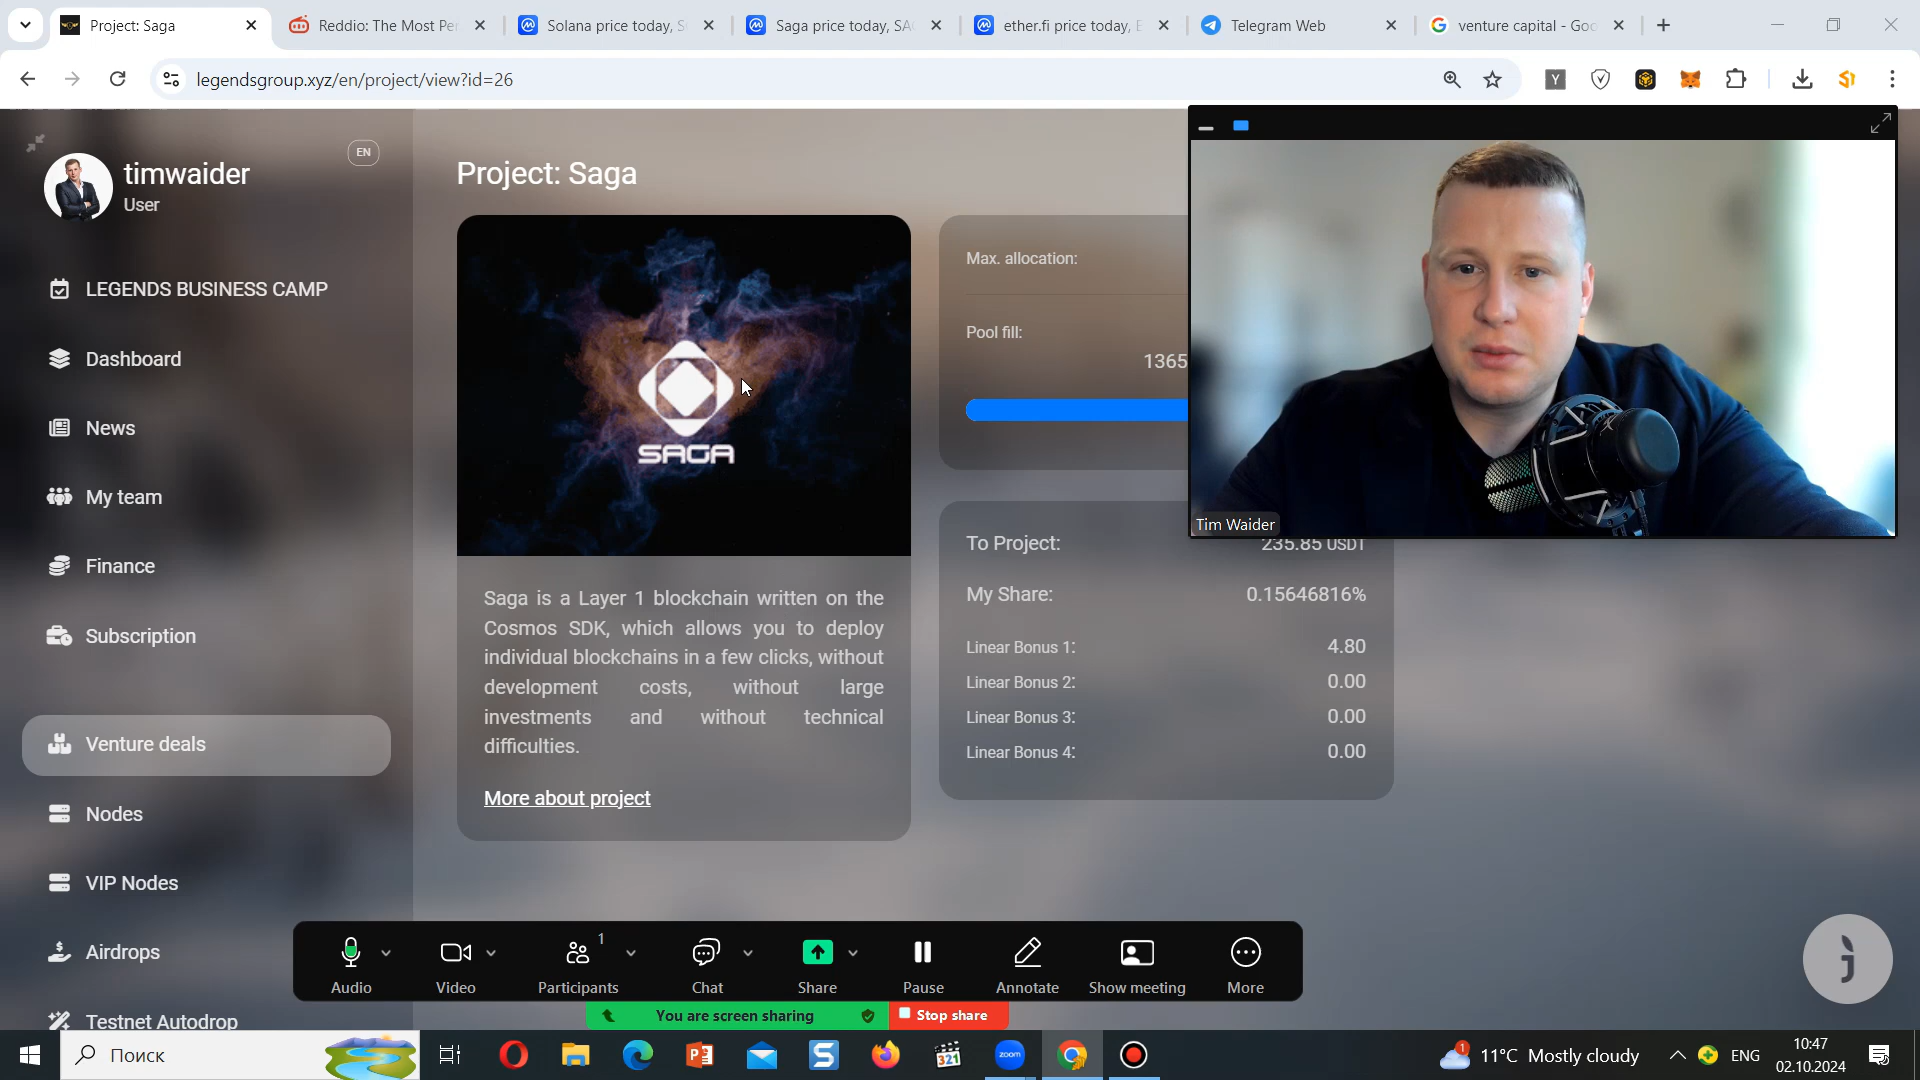 Project: Saga
Reddio: The Most Per
Solana price today, S
Saga price today, SA
ether.fi price today, E
Telegram Web
venture capital - Goo
legendsgroup.xyz/en/project/view?id=26
timwaider
User
EN
LEGENDS BUSINESS CAMP
Dashboard
News
My team
Finance
Subscription
Venture deals
Nodes
VIP Nodes
Airdrops
Testnet Autodrop
Project: Saga
SAGA
Saga is a Layer 1 blockchain written on the
Cosmos SDK, which allows you to deploy
individual blockchains in a few clicks, without
development costs, without large
investments and without technical
difficulties.
More about project
Max. allocation:
Pool fill:
1365
To Project: 235.85 USDT
My Share: 0.15646816%
Linear Bonus 1: 4.80
Linear Bonus 2: 0.00
Linear Bonus 3: 0.00
Linear Bonus 4: 0.00
Tim Waider
Audio
Video
1
Participants
Chat
Share
Pause
Annotate
Show meeting
More
You are screen sharing
Stop share
Поиск
321
zoom
1
11°C Mostly cloudy
ENG
10:47
02.10.2024